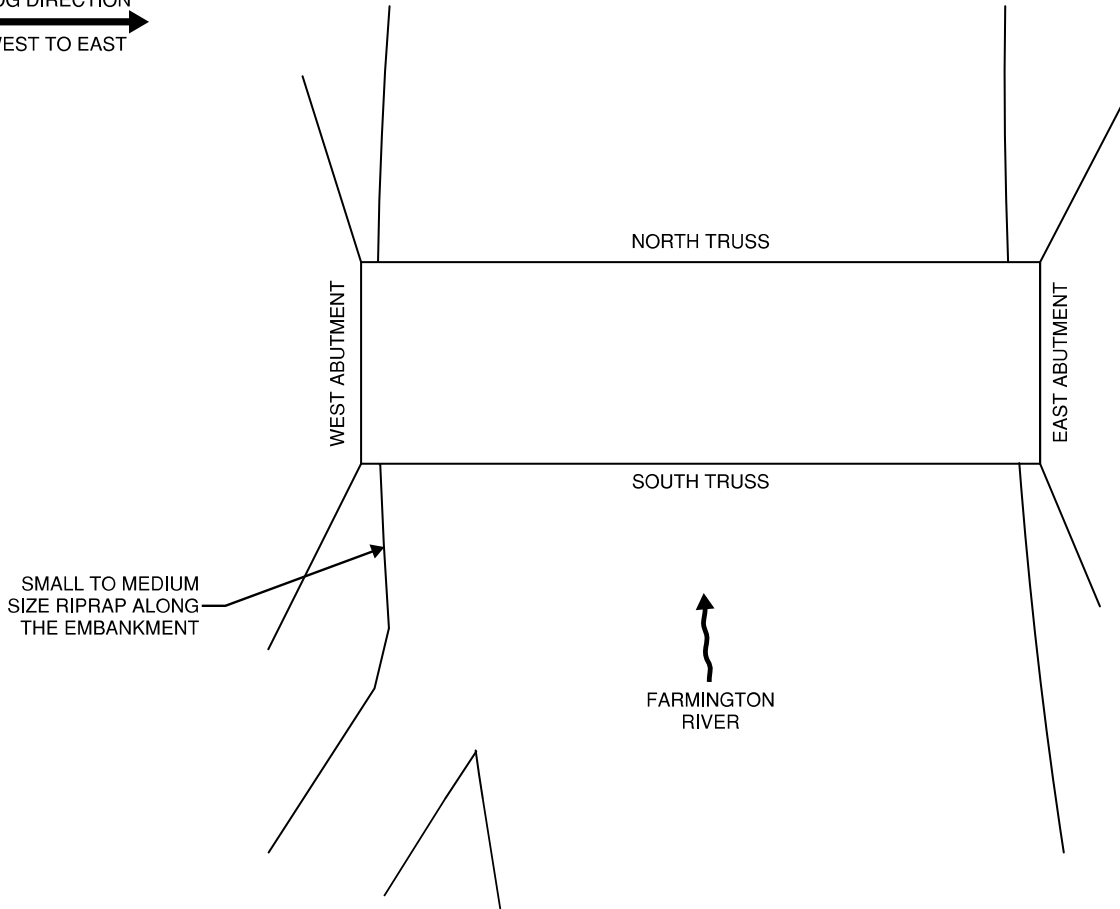 DIRECTION
TO EAST
NORTH TRUSS
WEST ABUTMENT
EAST ABUTMENT
SOUTH TRUSS
SMALL TO MEDIUM
SIZE RIPRAP ALONG
THE EMBANKMENT
FARMINGTON
RIVER